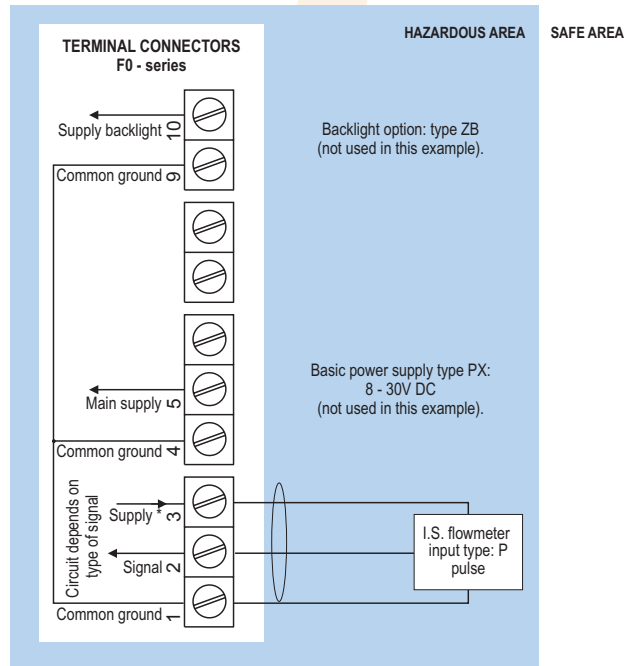 HAZARDOUS AREA
SAFE AREA
TERMINAL CONNECTORS
F0 - series
Supply backlight 10
Common ground 9
Backlight option: type ZB
(not used in this example).
Main supply 5
Common ground 4
Basic power supply type PX:
8 - 30V DC
(not used in this example).
Circuit depends on
type of signal
Supply * 3
Signal 2
Common ground 1
I.S. flowmeter
input type: P
pulse